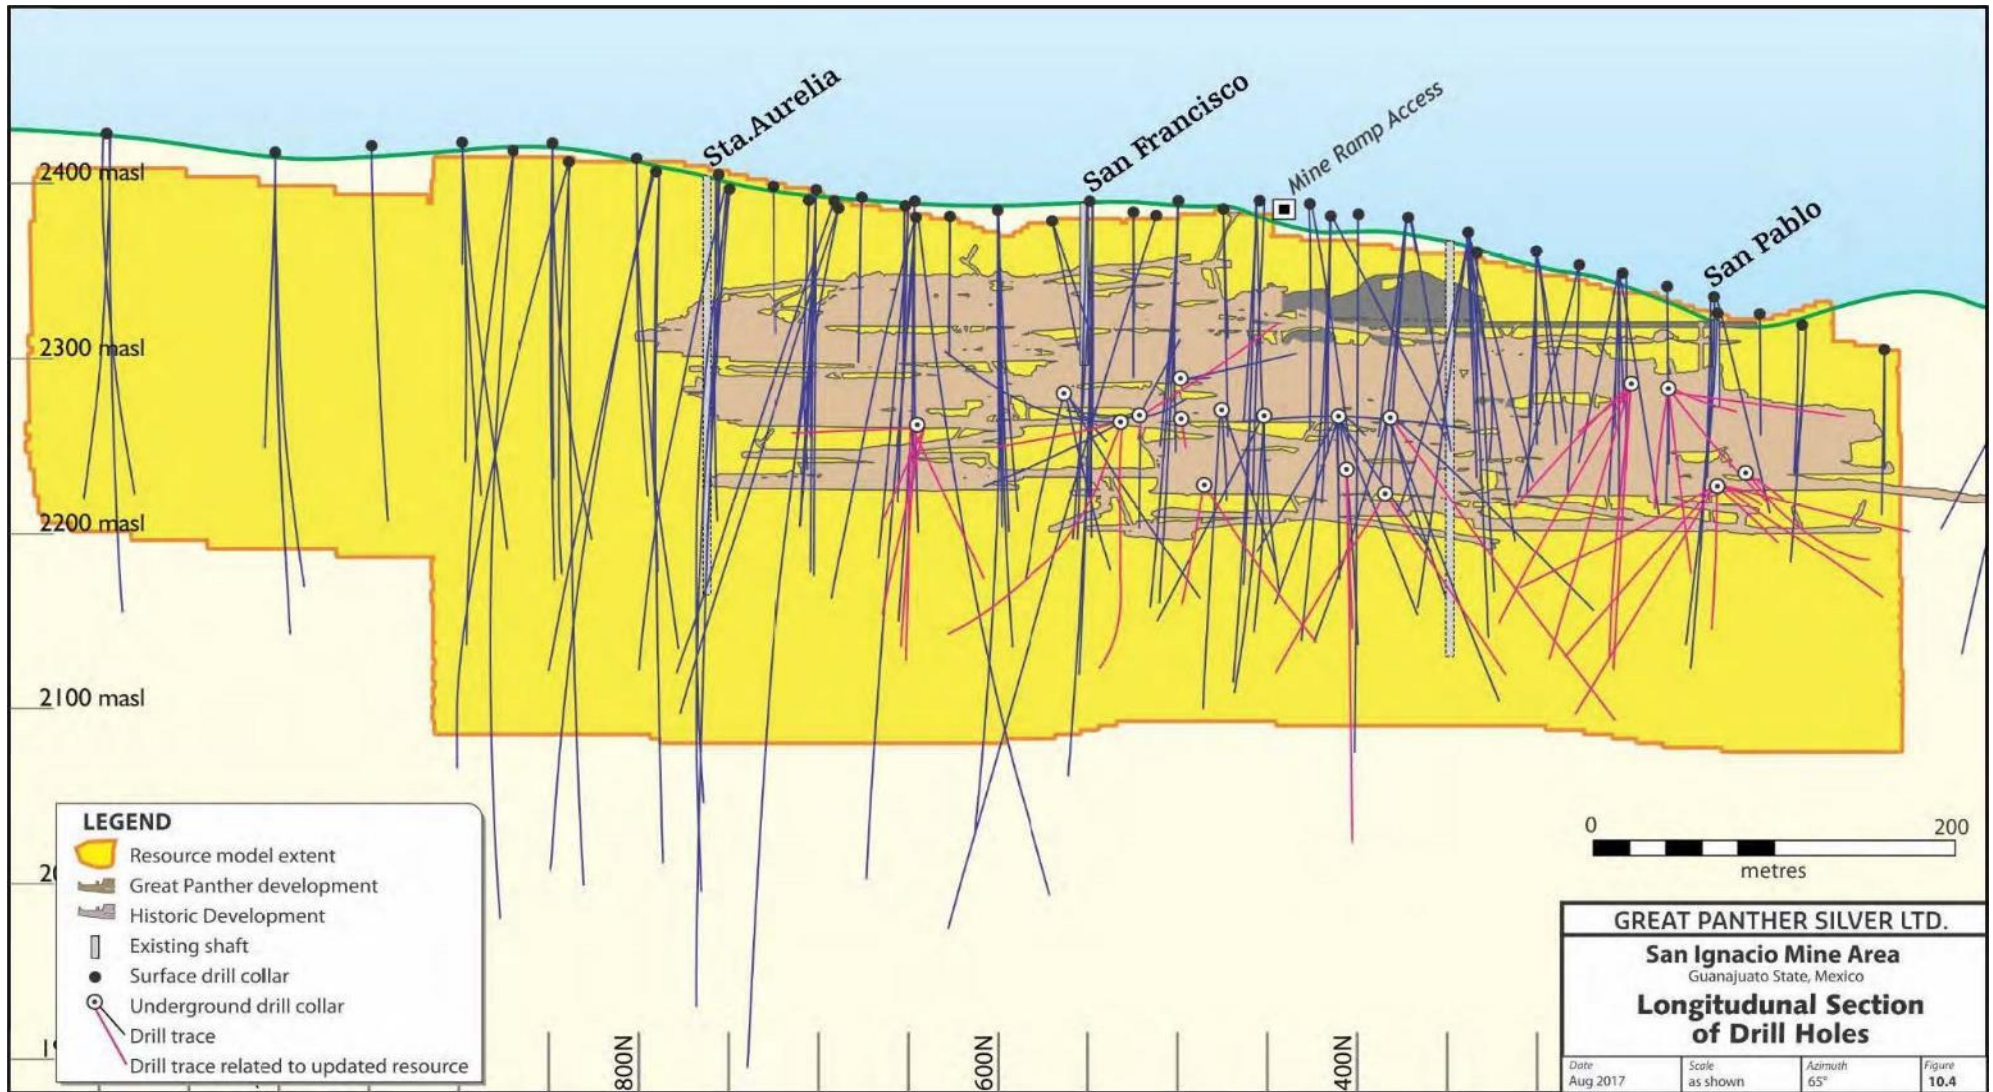 Sta.Aurelia
San Francisco
Mine Ramp Access
San Pablo
2400 masl
2300 masl
2200 masl
2100 masl
20
800N
600N
400N
0 200
metres
LEGEND
Resource model extent
Great Panther development
Historic Development
Existing shaft
Surface drill collar
Underground drill collar
Drill trace
Drill trace related to updated resource
GREAT PANTHER SILVER LTD.
San Ignacio Mine Area
Guanajuato State, Mexico
Longitudunal Section
of Drill Holes
Date Scale Azimuth Figure
Aug 2017 as shown 65° 10.4